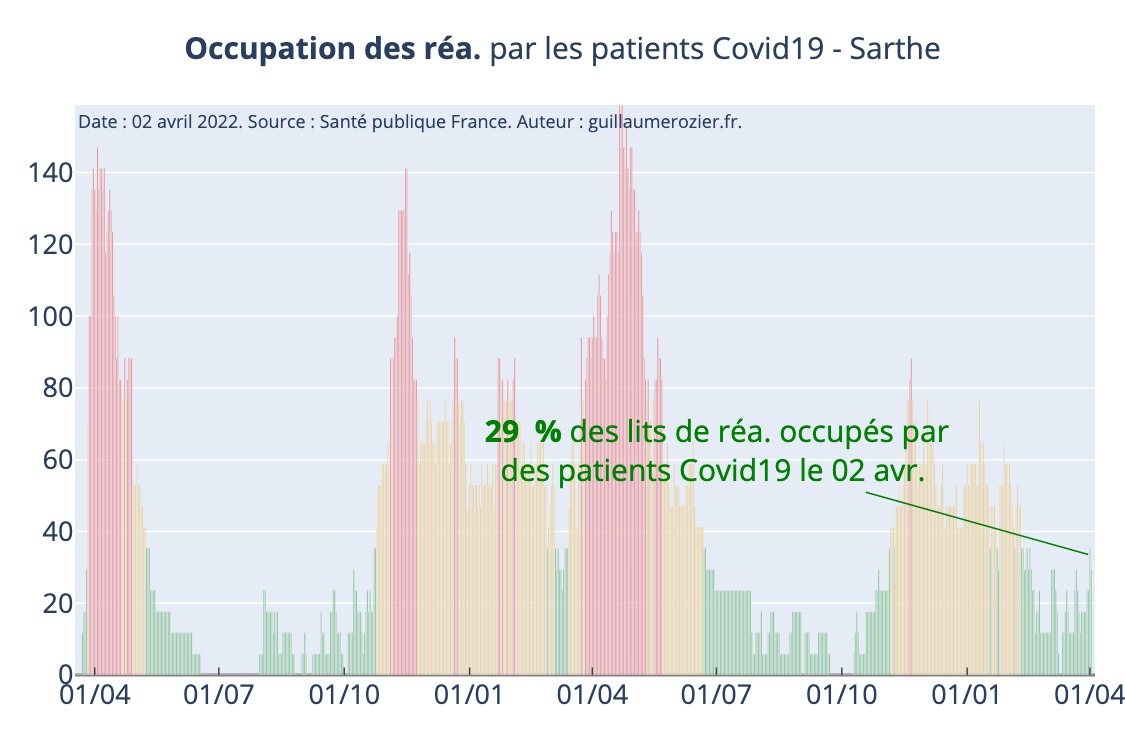 Occupation des réa. par les patients Covid19 - Sarthe
Date : 02 avril 2022. Source : Santé publique France. Auteur : guillaumerozier.fr.
140
120
100
80
60
40
20
0
29 % des lits de réa. occupés par
des patients Covid19 le 02 avr.
01/04 01/07 01/10 01/01 01/04 01/07 01/10 01/01 01/04